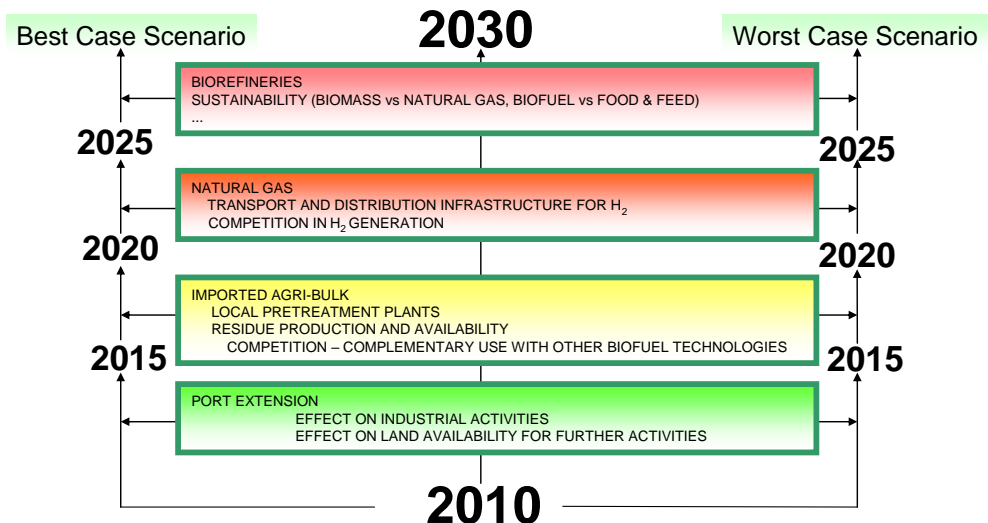 2030
Best Case Scenario
Worst Case Scenario
BIOREFINERIES
SUSTAINABILITY (BIOMASS vs NATURAL GAS, BIOFUEL vs FOOD & FEED)
...
2025
2025
NATURAL GAS
TRANSPORT AND DISTRIBUTION INFRASTRUCTURE FOR H2
COMPETITION IN H2 GENERATION
2020
2020
IMPORTED AGRI-BULK
LOCAL PRETREATMENT PLANTS
RESIDUE PRODUCTION AND AVAILABILITY
COMPETITION – COMPLEMENTARY USE WITH OTHER BIOFUEL TECHNOLOGIES
2015
2015
PORT EXTENSION
EFFECT ON INDUSTRIAL ACTIVITIES
EFFECT ON LAND AVAILABILITY FOR FURTHER ACTIVITIES
2010